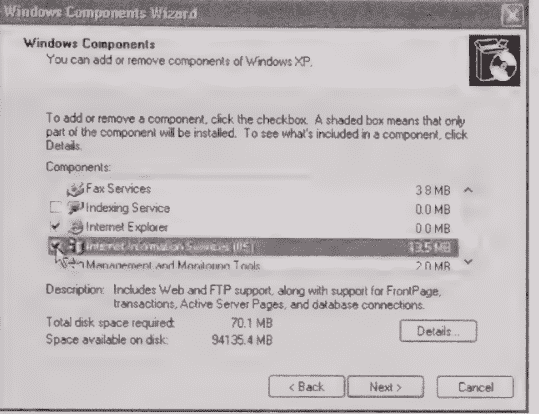 Windows Components Wizard
Windows Components
You can add or remove components of Windows XP.
To add or remove a component, click the checkbox. A shaded box means that only
part of the component will be installed. To see what's included in a component, click
Details.
Components:
Fax Services 3.8 MB
Indexing Service 0.0 MB
Internet Explorer 0.0 MB
Internet Information Services (IIS) 13.5 MB
Management and Monitoring Tools 2.0 MB
Description: Includes Web and FTP support, along with support for FrontPage,
transactions, Active Server Pages, and database connections.
Total disk space required: 70.1 MB
Space available on disk: 94135.4 MB
Details...
< Back Next > Cancel